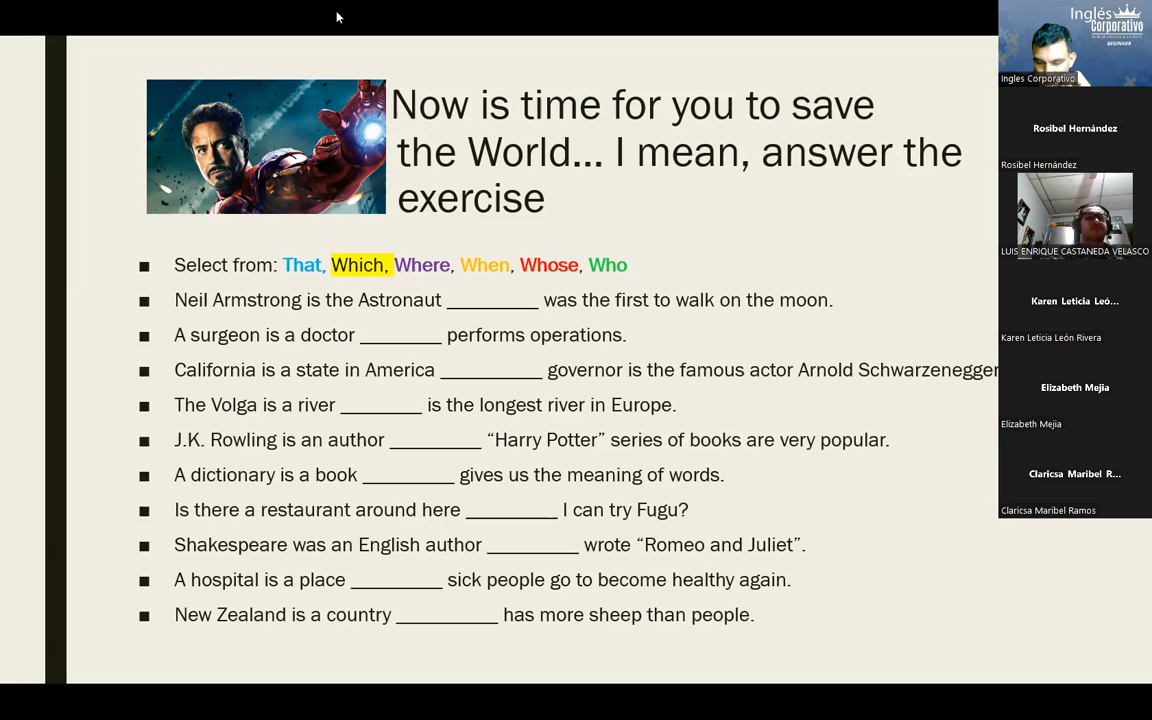 Now is time for you to save
the World... I mean, answer the
exercise
■ Select from: That, Which, Where, When, Whose, Who
■ Neil Armstrong is the Astronaut _________ was the first to walk on the moon.
■ A surgeon is a doctor ________ performs operations.
■ California is a state in America __________ governor is the famous actor Arnold Schwarzenegger
■ The Volga is a river ________ is the longest river in Europe.
■ J.K. Rowling is an author _________ “Harry Potter” series of books are very popular.
■ A dictionary is a book _________ gives us the meaning of words.
■ Is there a restaurant around here _________ I can try Fugu?
■ Shakespeare was an English author _________ wrote “Romeo and Juliet”.
■ A hospital is a place _________ sick people go to become healthy again.
■ New Zealand is a country __________ has more sheep than people.
Inglés
Corporativo
BEGINNER
Ingles Corporativo
Rosibel Hernández
Rosibel Hernández
LUIS ENRIQUE CASTANEDA VELASCO
Karen Leticia Leó...
Karen Leticia León Rivera
Elizabeth Mejia
Elizabeth Mejia
Claricsa Maribel R...
Claricsa Maribel Ramos